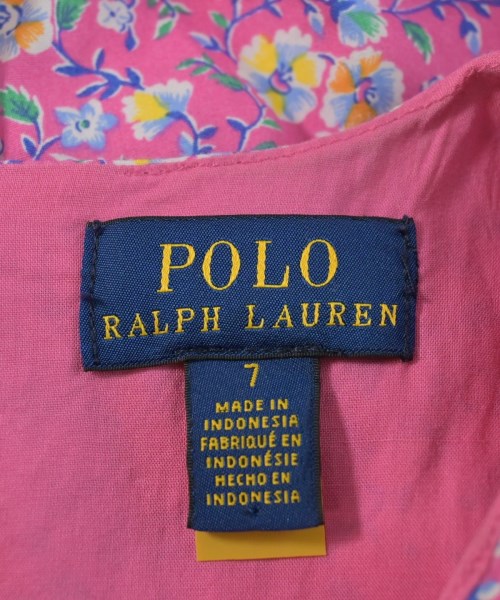 POLO
RALPH LAUREN
7
MADE IN
INDONESIA
FABRIQUÉ EN
INDONÉSIE
HECHO EN
INDONESIA